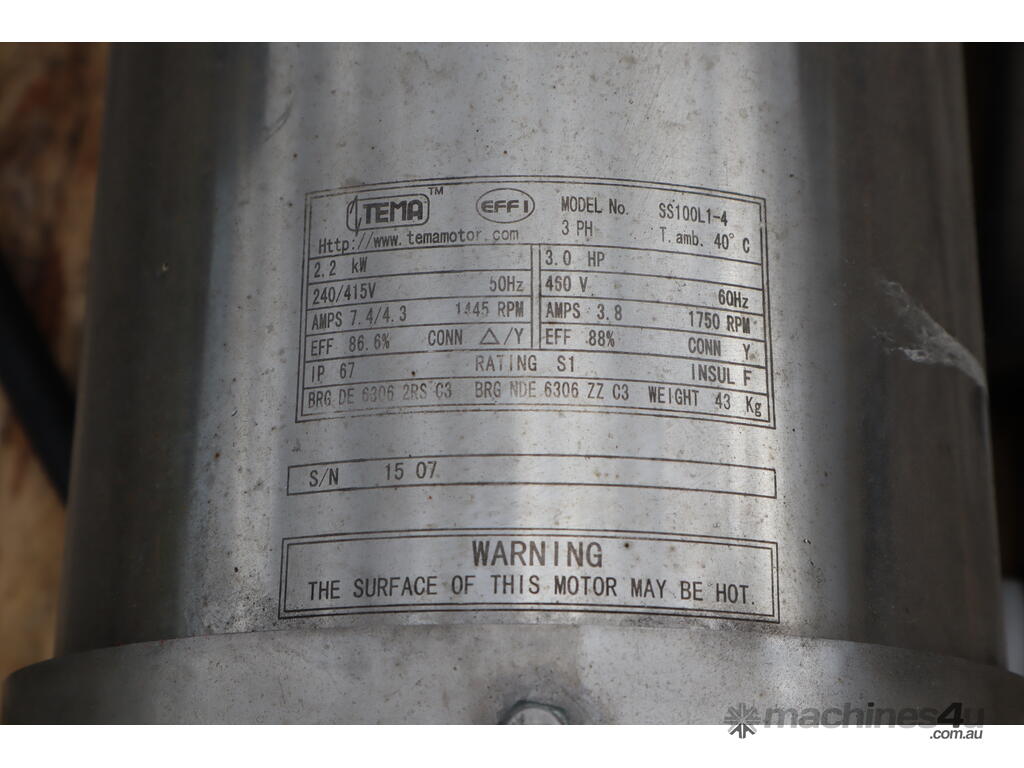 TEMA™ EFF1 MODEL No. SS100L1-4
Http://www.temamotor.com 3 PH T.amb. 40°C
2.2 kW 3.0 HP
240/415V 50Hz 460 V 60Hz
AMPS 7.4/4.3 1445 RPM AMPS 3.8 1750 RPM
EFF 86.6% CONN △/Y EFF 88% CONN Y
IP 67 RATING S1 INSUL F
BRG DE 6306 2RS C3 BRG NDE 6306 ZZ C3 WEIGHT 43 Kg
S/N 15 07
WARNING
THE SURFACE OF THIS MOTOR MAY BE HOT.
machines4u
.com.au